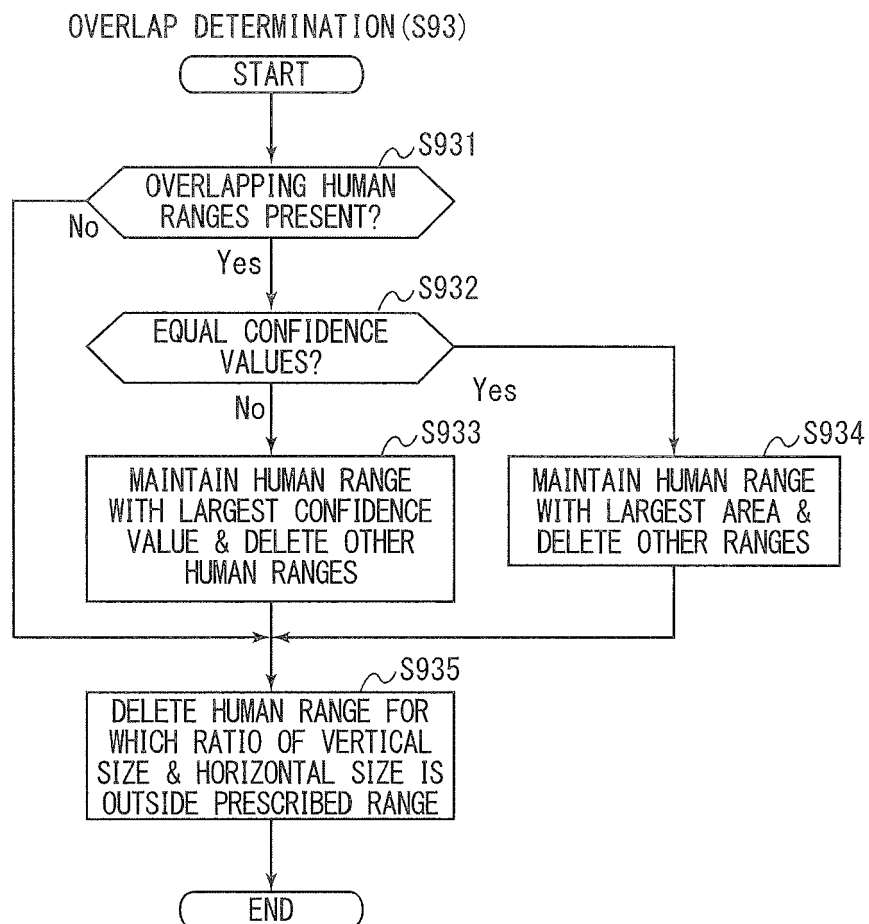 OVERLAP DETERMINATION(S93)
START
S931
OVERLAPPING HUMAN
RANGES PRESENT?
No
Yes
S932
EQUAL CONFIDENCE
VALUES?
Yes
No
S933
MAINTAIN HUMAN RANGE
WITH LARGEST CONFIDENCE
VALUE & DELETE OTHER
HUMAN RANGES
S934
MAINTAIN HUMAN RANGE
WITH LARGEST AREA &
DELETE OTHER RANGES
S935
DELETE HUMAN RANGE FOR
WHICH RATIO OF VERTICAL
SIZE & HORIZONTAL SIZE IS
OUTSIDE PRESCRIBED RANGE
END